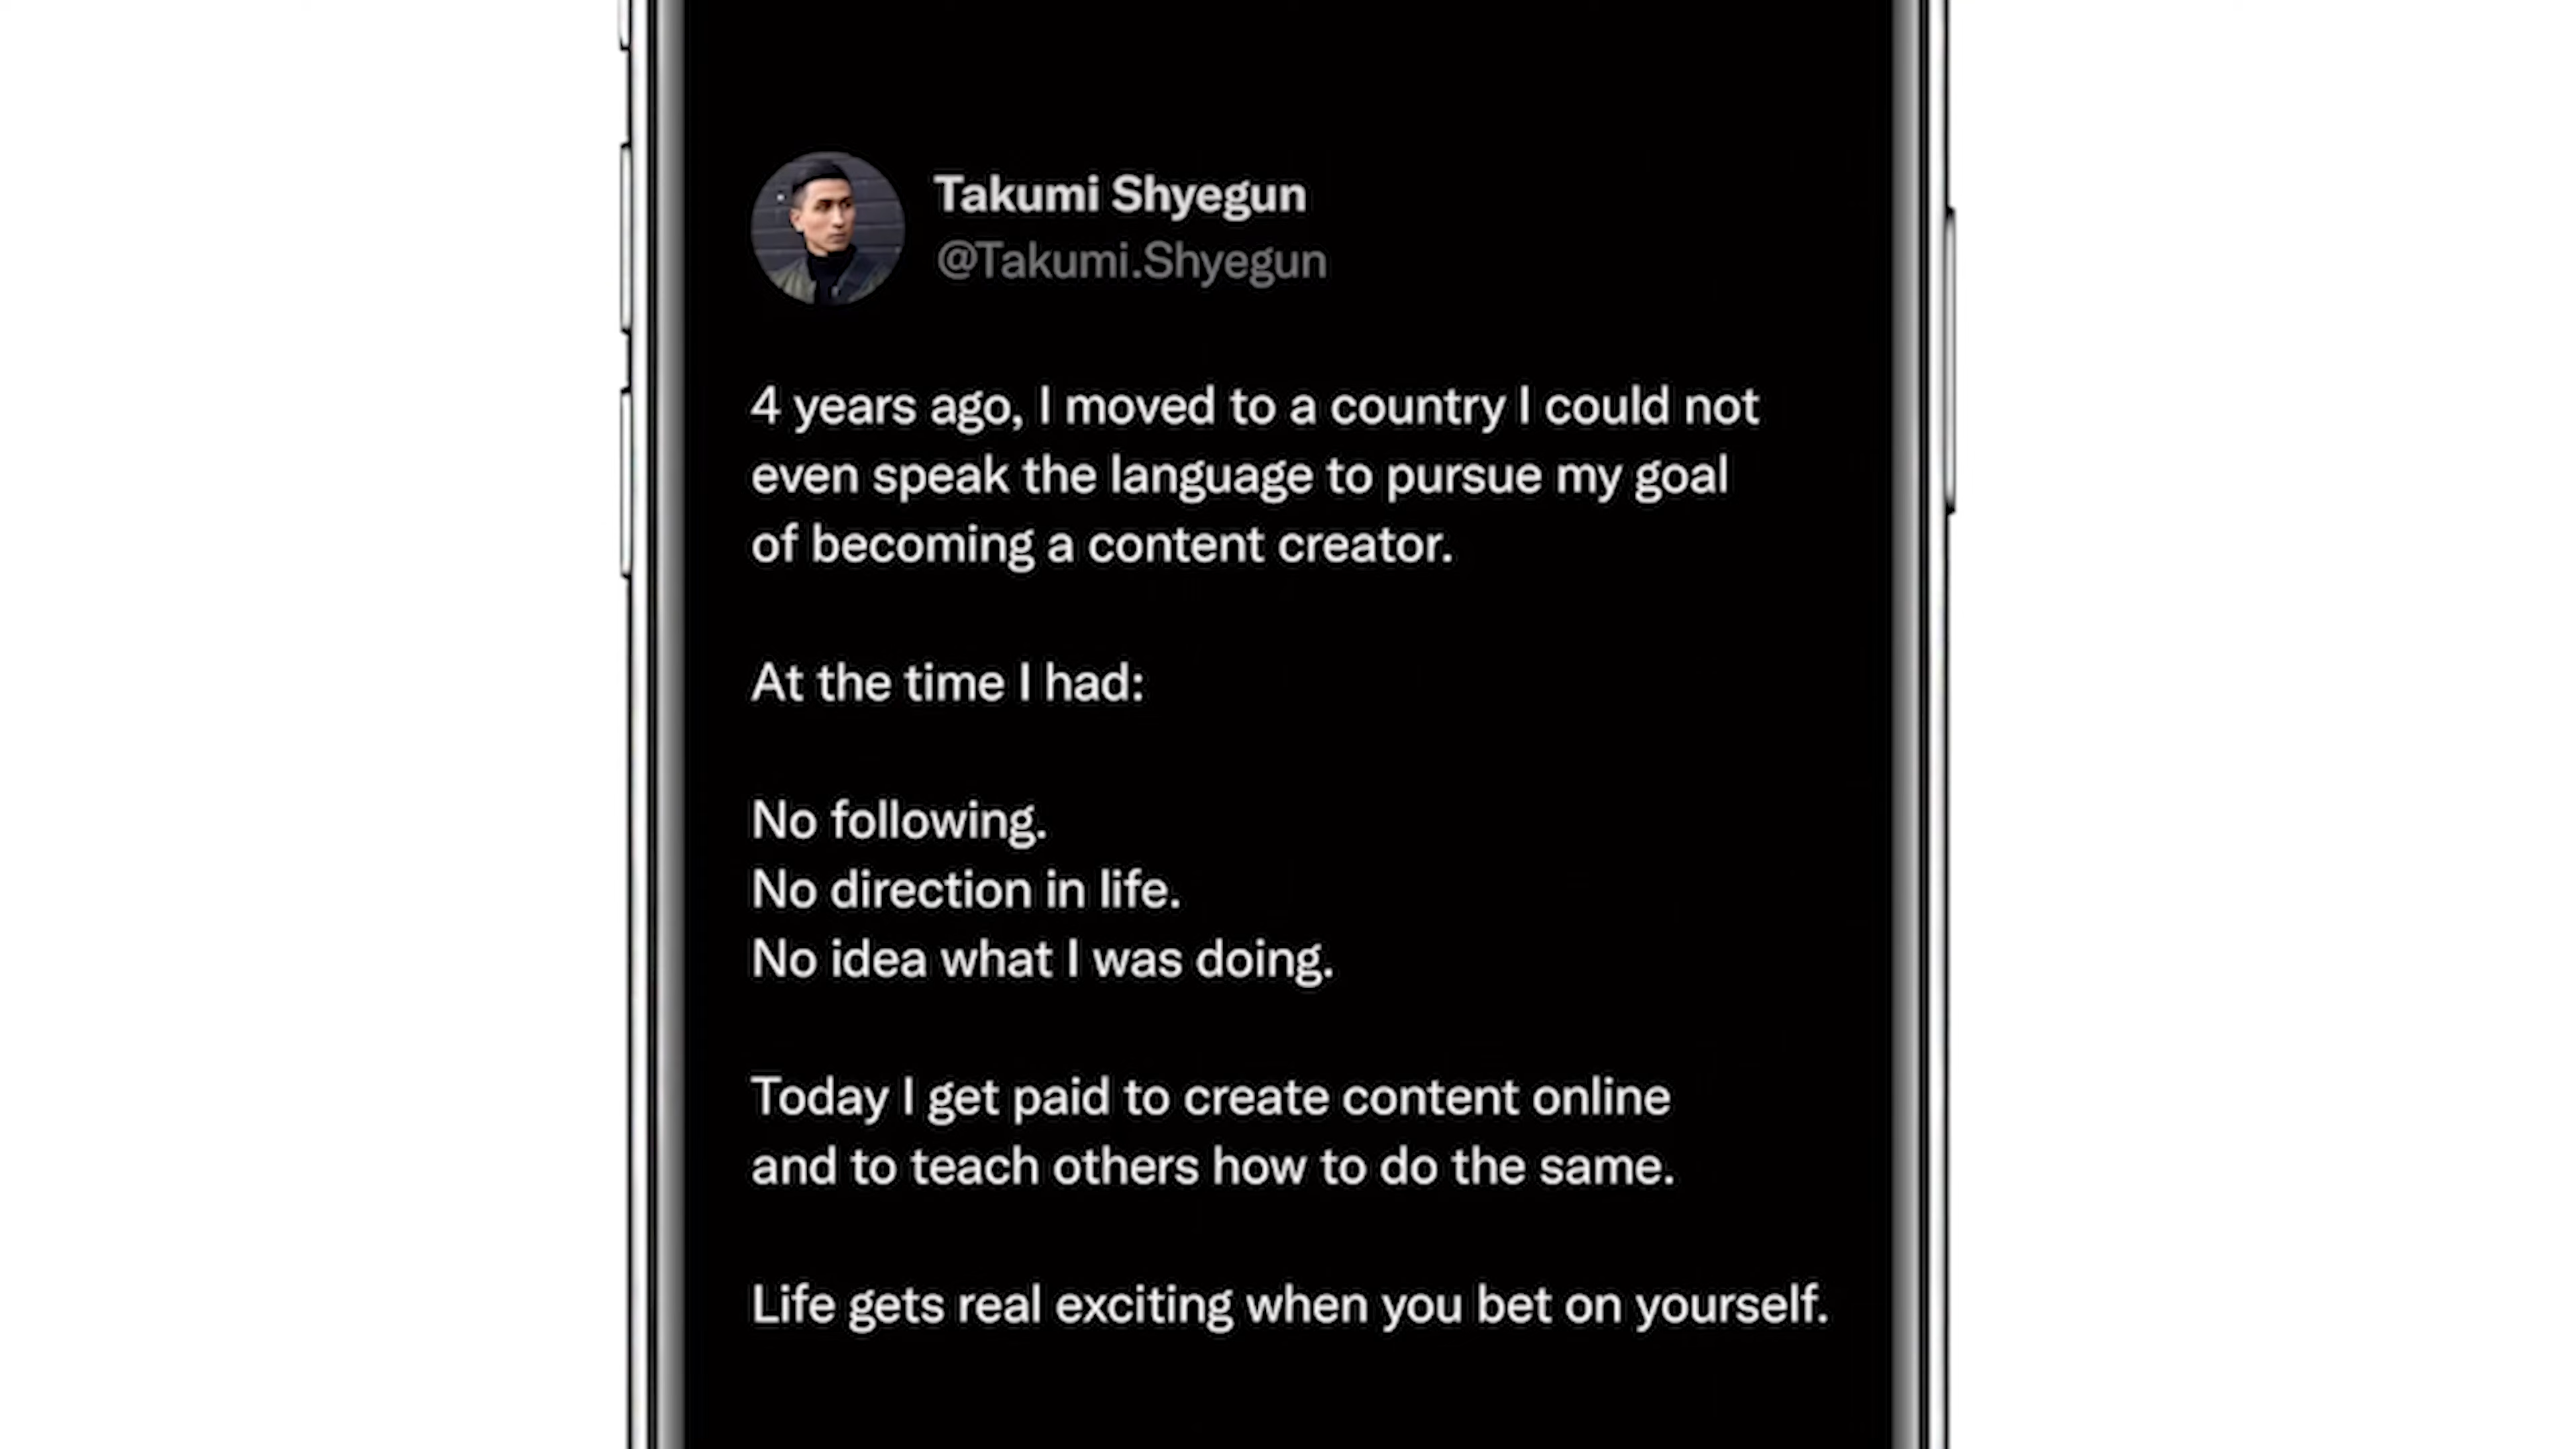 Takumi Shyegun
@Takumi.Shyegun
4 years ago, I moved to a country I could not
even speak the language to pursue my goal
of becoming a content creator.
At the time I had:
No following.
No direction in life.
No idea what I was doing.
Today I get paid to create content online
and to teach others how to do the same.
Life gets real exciting when you bet on yourself.